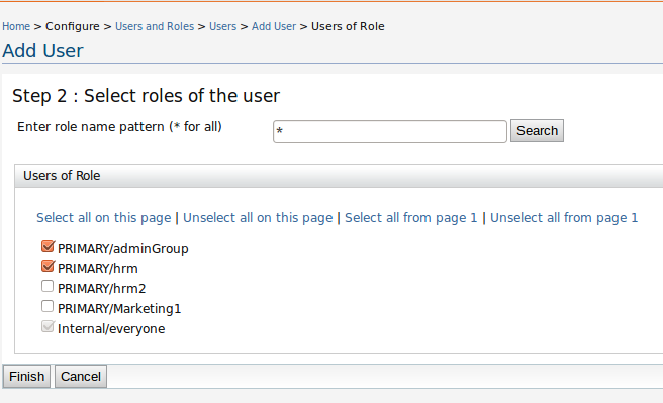 Home > Configure > Users and Roles > Users > Add User > Users of Role
Add User
Step 2 : Select roles of the user
Enter role name pattern (* for all) * Search
Users of Role
Select all on this page | Unselect all on this page | Select all from page 1 | Unselect all from page 1
PRIMARY/adminGroup
PRIMARY/hrm
PRIMARY/hrm2
PRIMARY/Marketing1
Internal/everyone
Finish Cancel